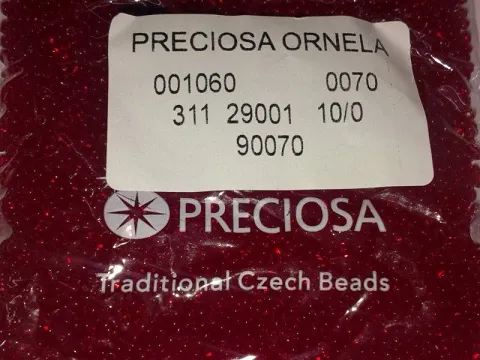 PRECIOSA ORNELA
001060 0070
311 29001 10/0
90070
PRECIOSA
Traditional Czech Beads